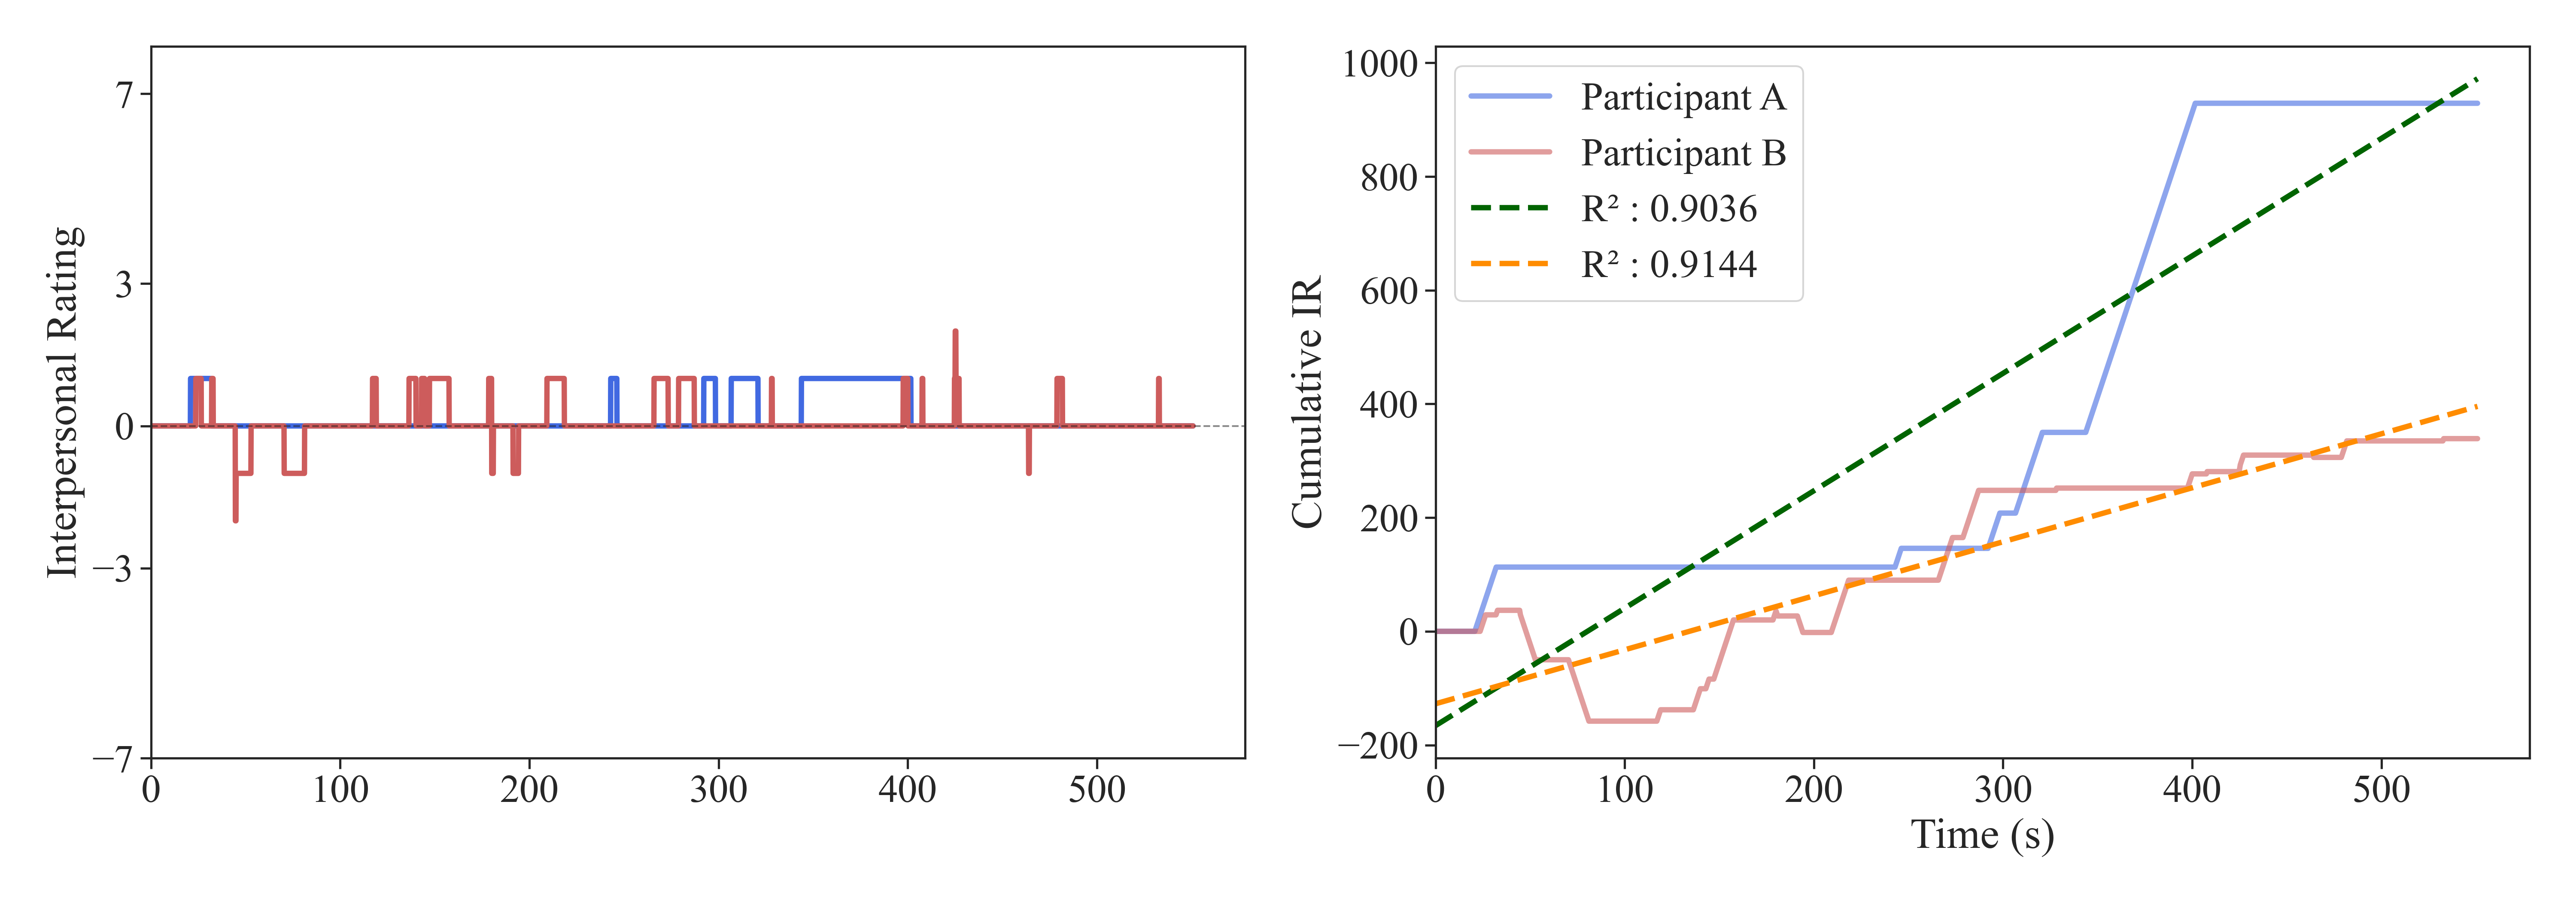 Interpersonal Rating
7
3
0
−3
−7
0 100 200 300 400 500
Cumulative IR
1000
800
600
400
200
0
−200
0 100 200 300 400 500
Time (s)
Participant A
Participant B
R² : 0.9036
R² : 0.9144